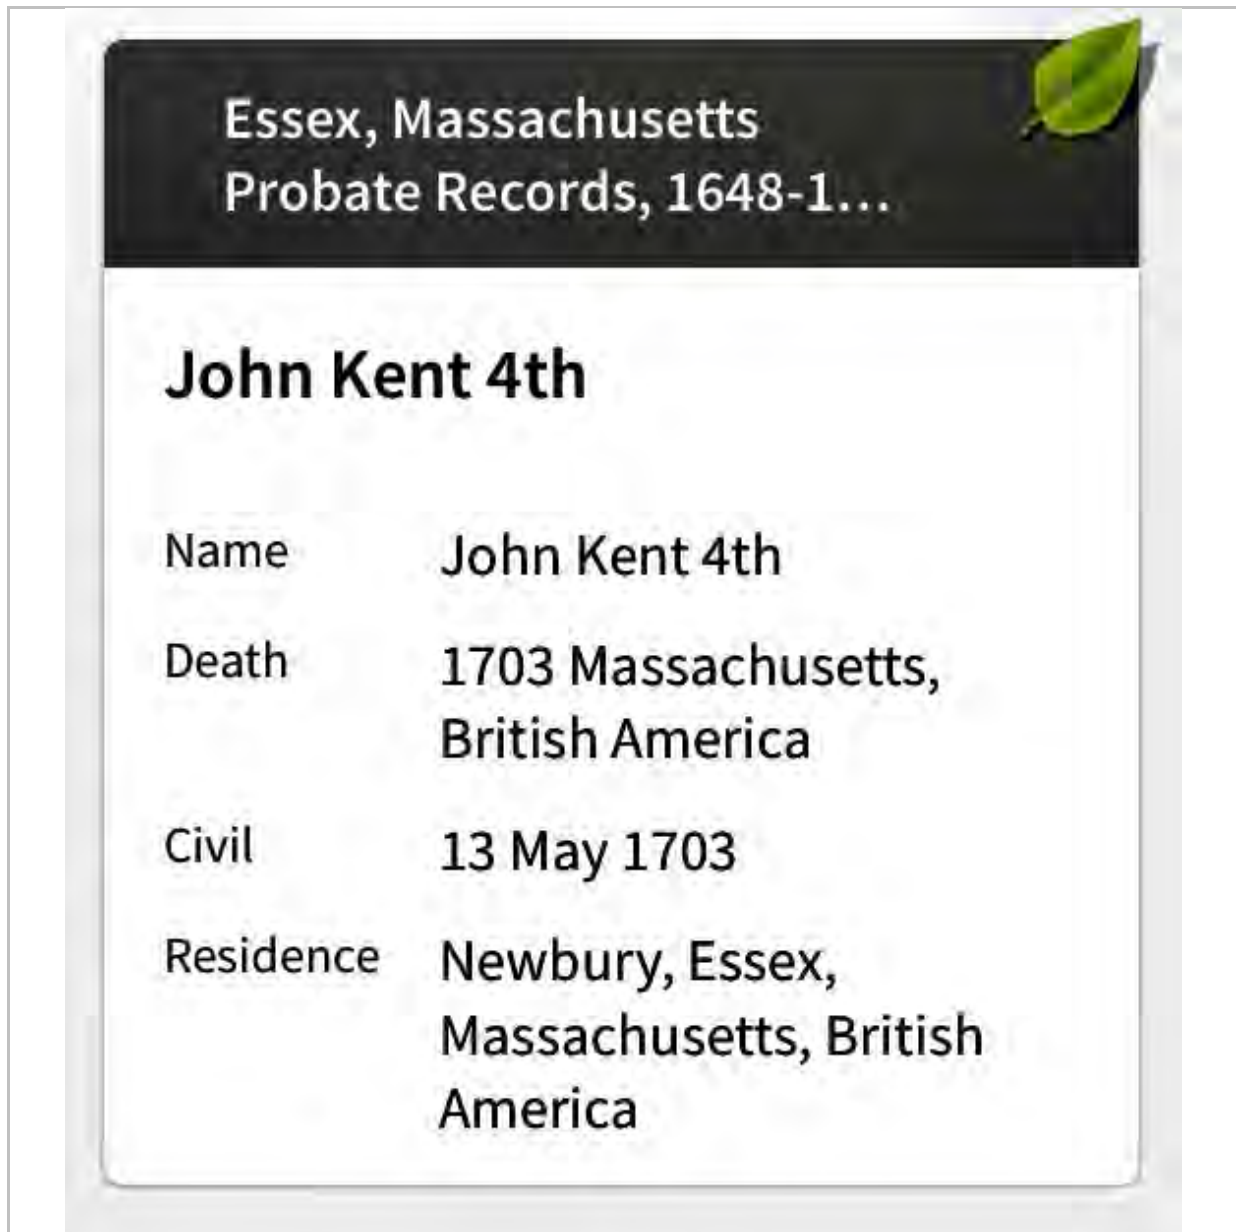 Essex, Massachusetts
Probate Records, 1648-1...
John Kent 4th
Name John Kent 4th
Death 1703 Massachusetts,
British America
Civil 13 May 1703
Residence Newbury, Essex,
Massachusetts, British
America